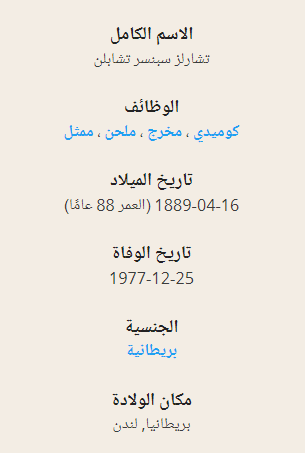 الاسم الكامل
تشارلز سبنسر تشابلن
الوظائف
كوميدي ، مخرج ، ملحن ، ممثل
تاريخ الميلاد
1889-04-16 (العمر 88 عامًا)
تاريخ الوفاة
1977-12-25
الجنسية
بريطانية
مكان الولادة
بريطانيا, لندن